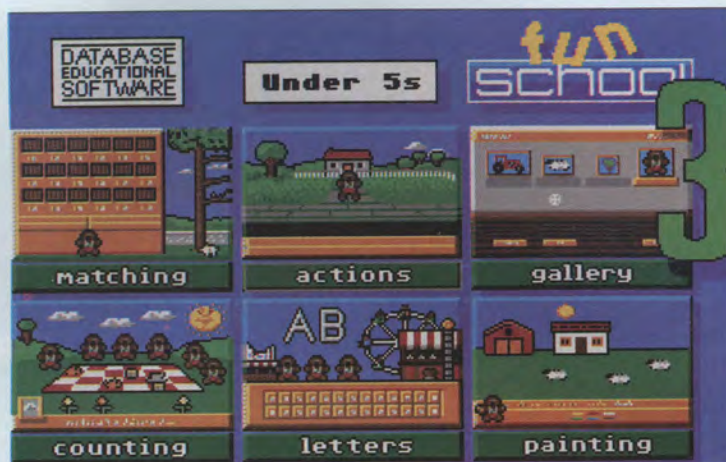 DATABASE
EDUCATIONAL
SOFTWARE
Under 5s
fun
school
3
matching
actions
gallery
AB
counting
letters
painting